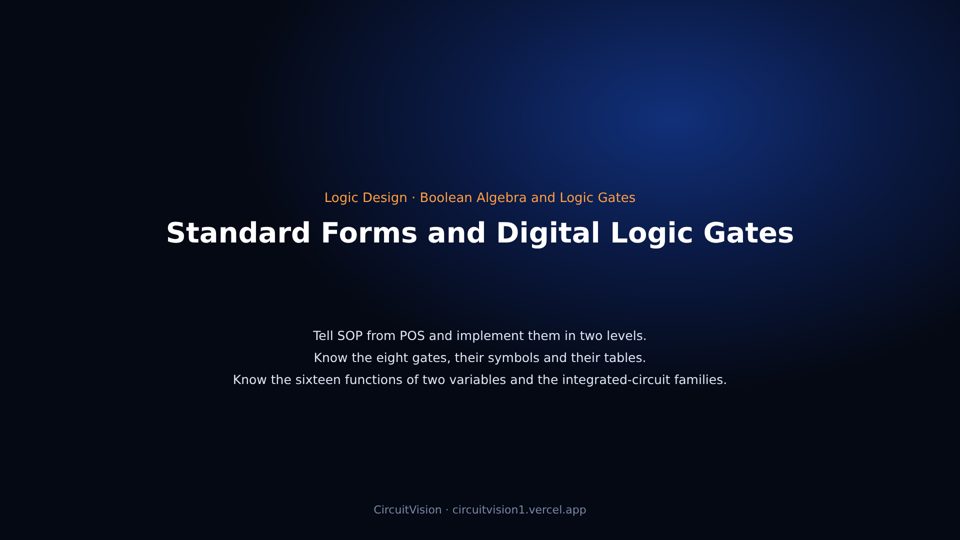 Logic Design · Boolean Algebra and Logic Gates
Standard Forms and Digital Logic Gates
Tell SOP from POS and implement them in two levels.
Know the eight gates, their symbols and their tables.
Know the sixteen functions of two variables and the integrated-circuit families.
CircuitVision · circuitvision1.vercel.app